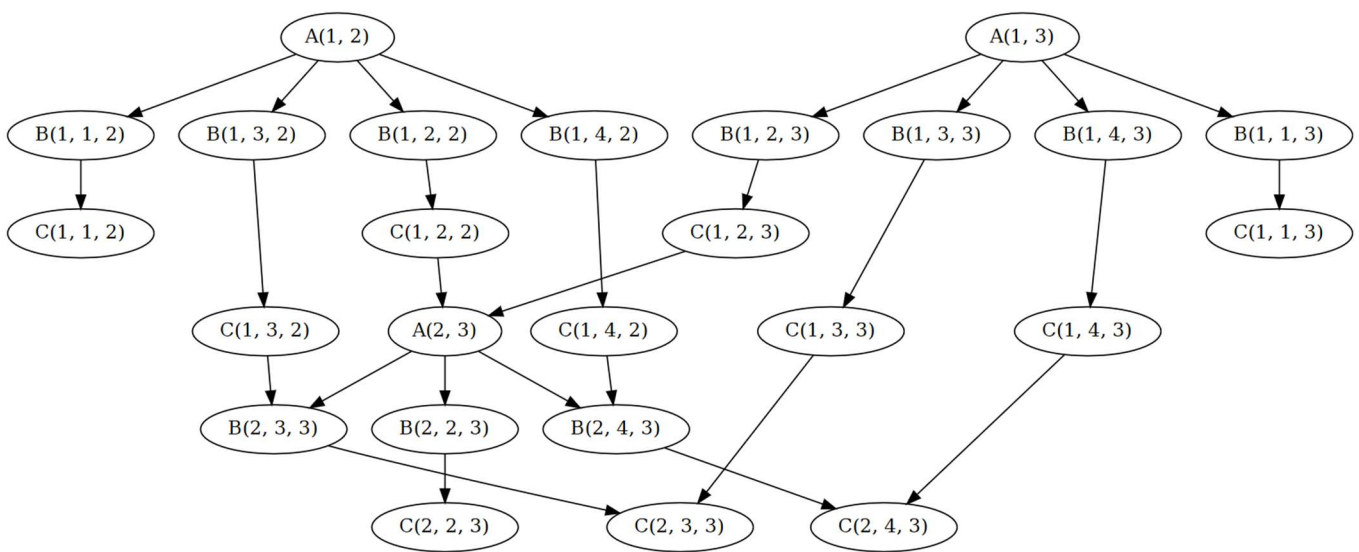 A(1, 2)
A(1, 3)
B(1, 1, 2)
B(1, 3, 2)
B(1, 2, 2)
B(1, 4, 2)
B(1, 2, 3)
B(1, 3, 3)
B(1, 4, 3)
B(1, 1, 3)
C(1, 1, 2)
C(1, 2, 2)
C(1, 2, 3)
C(1, 1, 3)
C(1, 3, 2)
A(2, 3)
C(1, 4, 2)
C(1, 3, 3)
C(1, 4, 3)
B(2, 3, 3)
B(2, 2, 3)
B(2, 4, 3)
C(2, 2, 3)
C(2, 3, 3)
C(2, 4, 3)